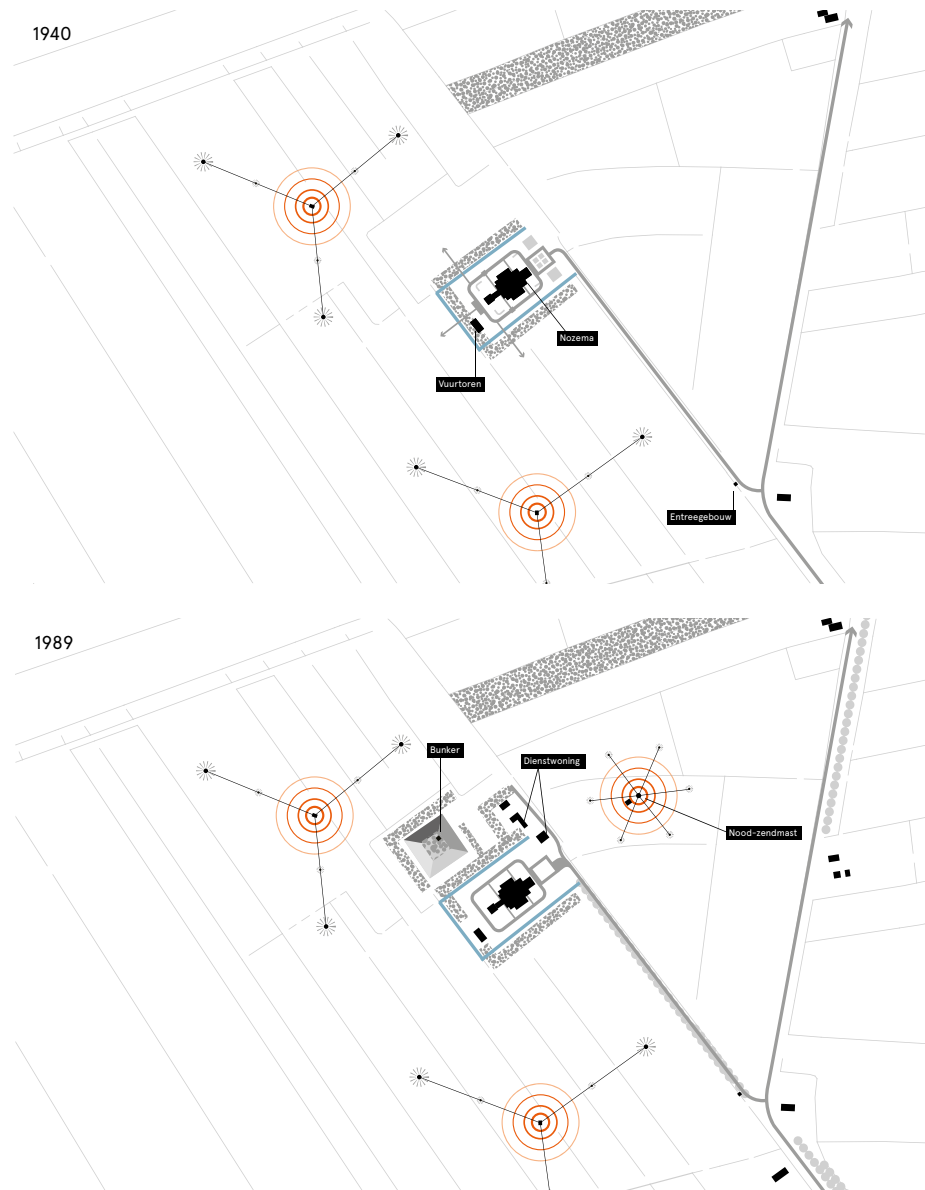 1940
Nozema
Vuurtoren
Entreegebouw
1989
Bunker
Dienstwoning
Nood-zendmast